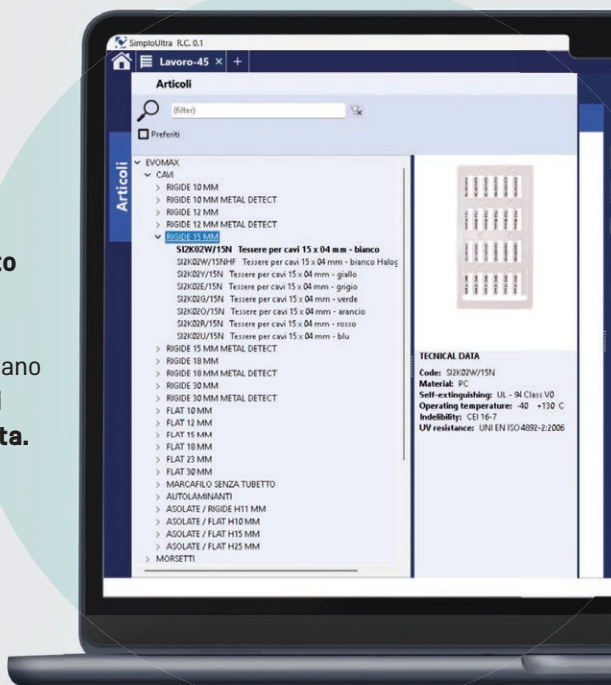 SimploUltra R.C. 0.1
Lavoro-45 × +
Articoli
(filter)
Preferiti
Articoli
EVOMAX
CAVI
RIGIDE 10 MM
RIGIDE 10 MM METAL DETECT
RIGIDE 12 MM
RIGIDE 12 MM METAL DETECT
RIGIDE 15 MM
SI2K02W/15N Tessere per cavi 15 x 04 mm - bianco
SI2K02W/15NHF Tessere per cavi 15 x 04 mm - bianco Halog
SI2K02Y/15N Tessere per cavi 15 x 04 mm - giallo
SI2K02E/15N Tessere per cavi 15 x 04 mm - grigio
SI2K02G/15N Tessere per cavi 15 x 04 mm - verde
SI2K02O/15N Tessere per cavi 15 x 04 mm - arancio
SI2K02R/15N Tessere per cavi 15 x 04 mm - rosso
SI2K02U/15N Tessere per cavi 15 x 04 mm - blu
RIGIDE 15 MM METAL DETECT
RIGIDE 18 MM
RIGIDE 18 MM METAL DETECT
RIGIDE 30 MM
RIGIDE 30 MM METAL DETECT
FLAT 10 MM
FLAT 12 MM
FLAT 15 MM
FLAT 18 MM
FLAT 23 MM
FLAT 30 MM
MARCAFILO SENZA TUBETTO
AUTOLAMINANTI
ASOLATE / RIGIDE H11 MM
ASOLATE / FLAT H10 MM
ASOLATE / FLAT H15 MM
ASOLATE / FLAT H25 MM
MORSETTI
TECNICAL DATA
Code: SI2K02W/15N
Material: PC
Self-extinguishing: UL - 94 Class V0
Operating temperature: -40 +130 C
Indelibility: CEI 16-7
UV resistance: UNI EN ISO 4892-2:2006
to
ano
i
ta.